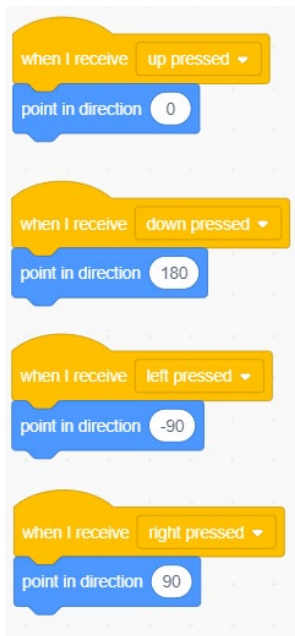 when I receive up pressed
point in direction 0
when I receive down pressed
point in direction 180
when I receive left pressed
point in direction -90
when I receive right pressed
point in direction 90